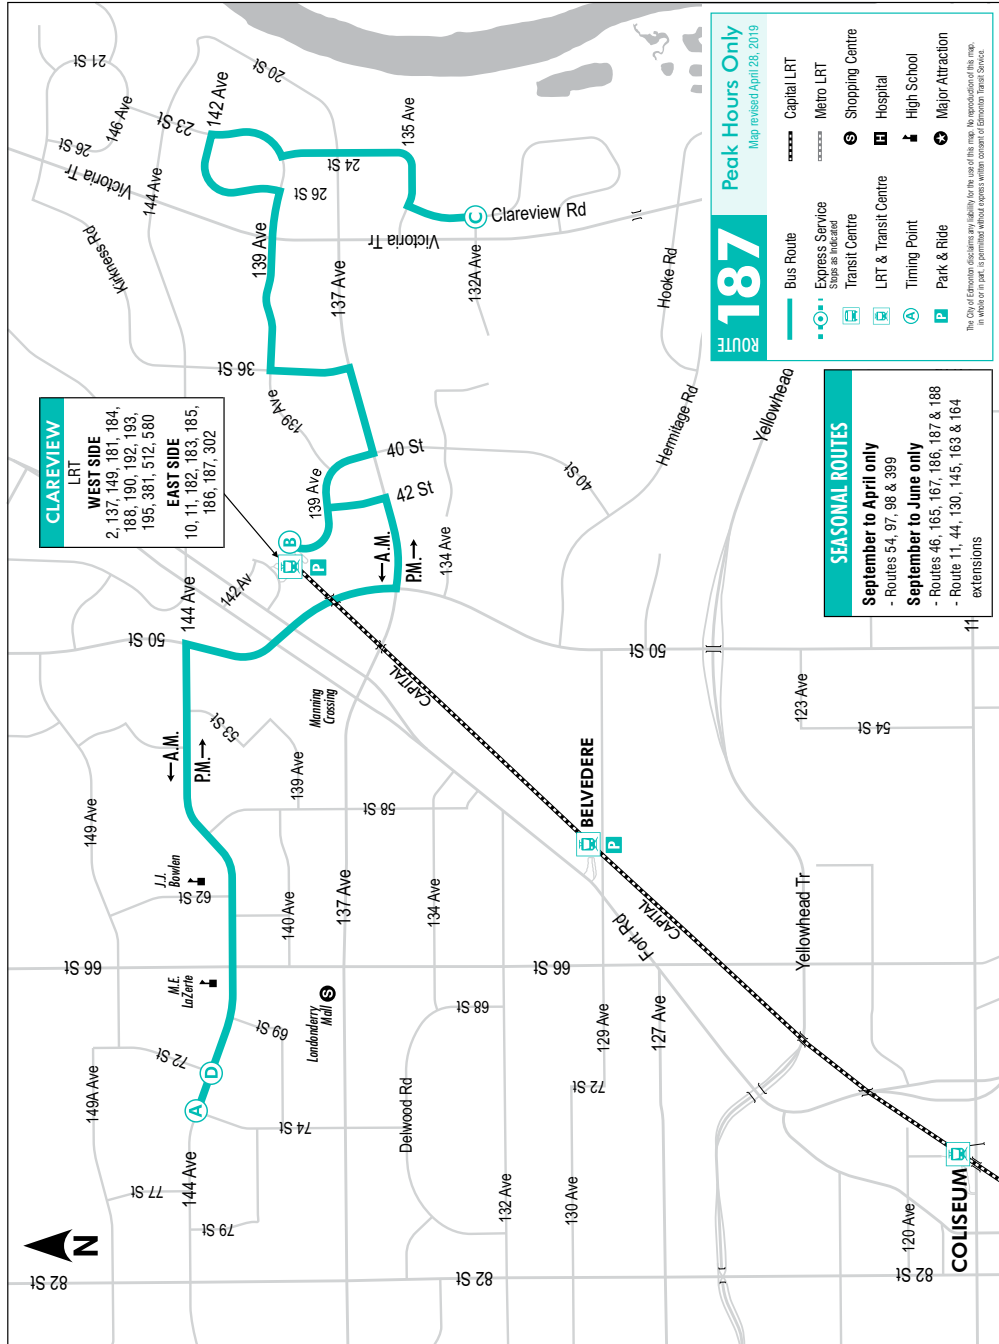 ROUTE
187
Peak Hours Only
Map revised April 28, 2019
Bus Route
Express Service
Stops as Indicated
Transit Centre
LRT & Transit Centre
A
Timing Point
P
Park & Ride
Capital LRT
Metro LRT
S
Shopping Centre
H
Hospital
High School
Major Attraction
The City of Edmonton disclaims any liability for the use of this map. No reproduction of this map,
in whole or in part, is permitted without express written consent of Edmonton Transit Service.
SEASONAL ROUTES
September to April only
- Routes 54, 97, 98 & 399
September to June only
- Routes 46, 165, 167, 186, 187 & 188
- Route 11, 44, 130, 145, 163 & 164
extensions
CLAREVIEW
LRT
WEST SIDE
2, 137, 149, 181, 184,
188, 190, 192, 193,
195, 381, 512, 580
EAST SIDE
10, 11, 182, 183, 185,
186, 187, 302
N
82 St
79 St
77 St
144 Ave
149A Ave
72 St
A
D
74 St
69 St
M.E.
LaZerte
66 St
J.J.
Bowlen
62 St
149 Ave
A.M.
P.M.
53 St
50 St
144 Ave
142 Av
139 Ave
58 St
140 Ave
137 Ave
134 Ave
Londonderry
Mall
S
Manning
Crossing
Delwood Rd
68 St
66 St
132 Ave
130 Ave
129 Ave
127 Ave
72 St
82 St
120 Ave
82 St
COLISEUM
BELVEDERE
P
CAPITAL
CAPITAL
Fort Rd
Yellowhead Tr
123 Ave
54 St
50 St
11
Yellowhead
B
P
139 Ave
42 St
40 St
A.M.
P.M.
134 Ave
40 St
Hermitage Rd
Hooke Rd
139 Ave
36 St
137 Ave
139 Ave
Kirkness Rd
144 Ave
Victoria Tr
26 St
146 Ave
21 St
23 St
142 Ave
20 St
26 St
24 St
135 Ave
Victoria Tr
C
Clareview Rd
132A Ave